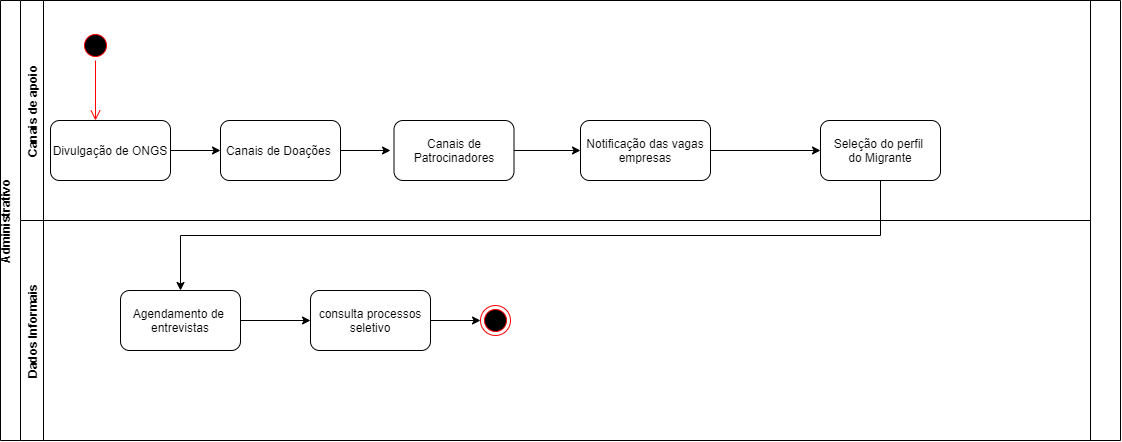 Administrativo
Canais de apoio
Divulgação de ONGS
Canais de Doações
Canais de
Patrocinadores
Notificação das vagas
empresas
Seleção do perfil
do Migrante
Dados Informais
Agendamento de
entrevistas
consulta processos
seletivo